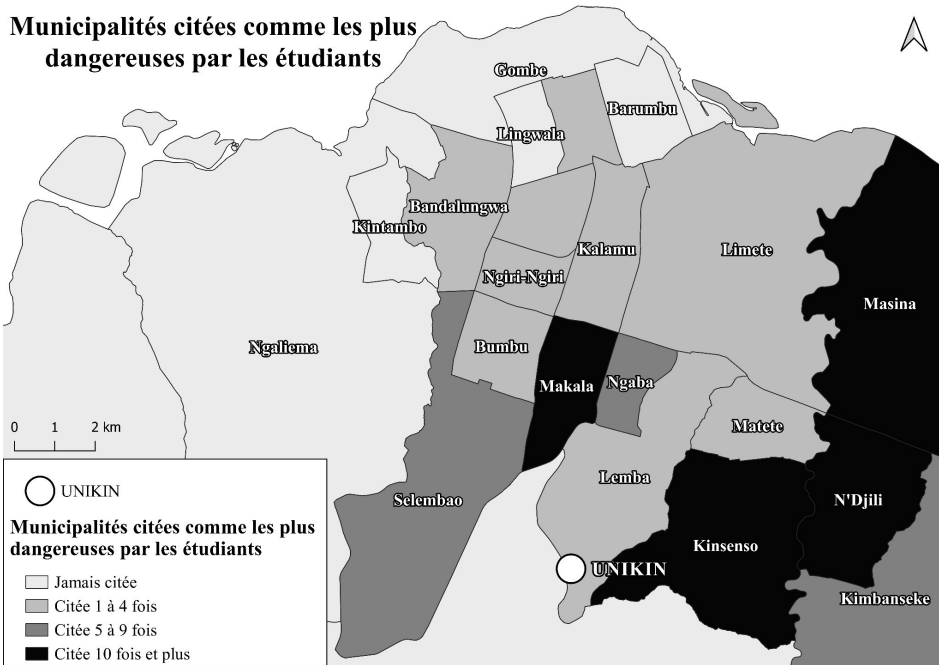 Municipalités citées comme les plus
dangereuses par les étudiants
Gombe
Barumbu
Lingwala
Bandalungwa
Kintambo
Kalamu
Limete
Ngiri-Ngiri
Masina
Ngaliema
Bumbu
Makala
Ngaba
Matete
Lemba
Selembao
N'Djili
Kinsenso
UNIKIN
Kimbanseke
0 1 2 km
UNIKIN
Municipalités citées comme les plus
dangereuses par les étudiants
Jamais citée
Citée 1 à 4 fois
Citée 5 à 9 fois
Citée 10 fois et plus